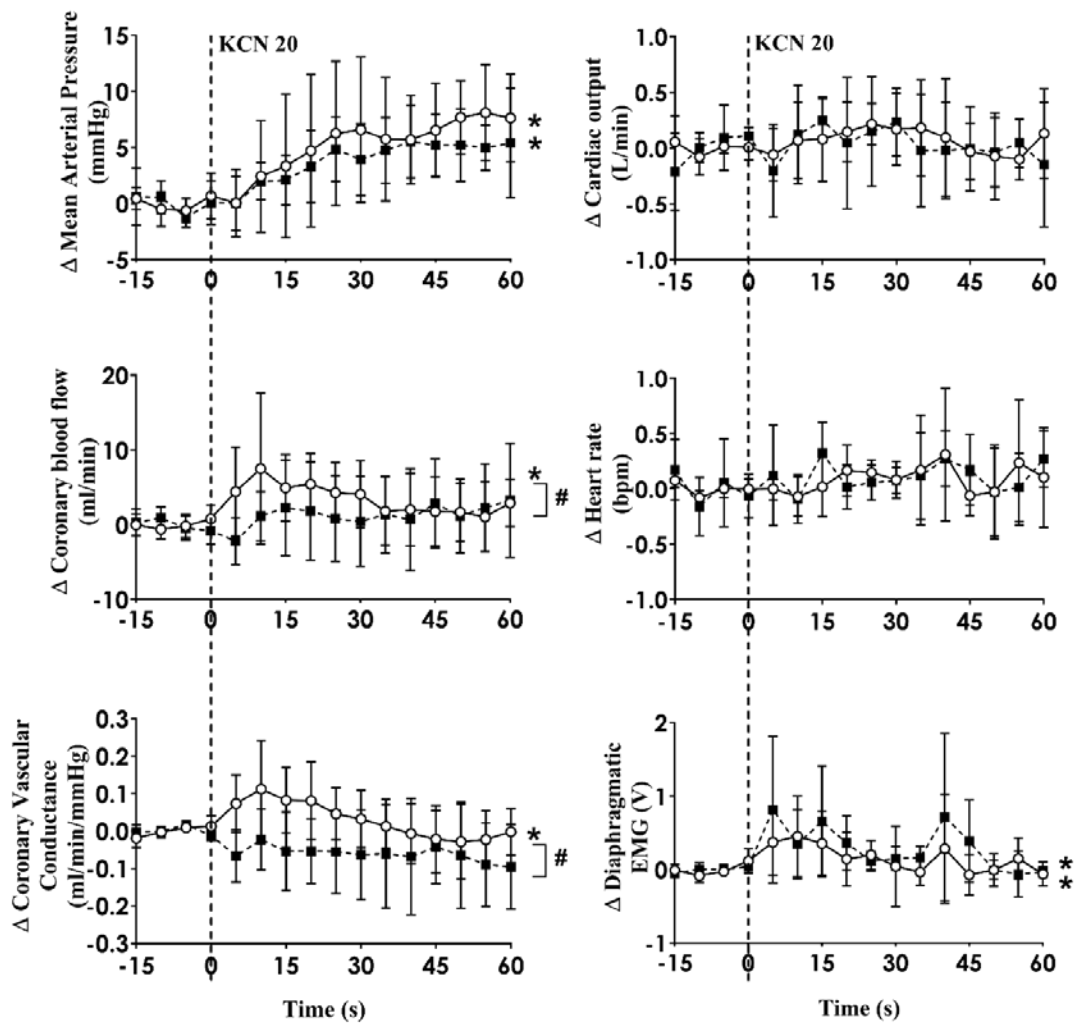 Δ Mean Arterial Pressure
(mmHg)
15
10
5
0
-5
KCN 20
*
*
-15 0 15 30 45 60
Δ Cardiac output
(L/min)
1.0
0.5
0.0
-0.5
-1.0
KCN 20
-15 0 15 30 45 60
Δ Coronary blood flow
(ml/min)
20
10
0
-10
*
#
-15 0 15 30 45 60
Δ Heart rate
(bpm)
1.0
0.5
0.0
-0.5
-1.0
-15 0 15 30 45 60
Δ Coronary Vascular
Conductance
(ml/min/mmHg)
0.3
0.2
0.1
0.0
-0.1
-0.2
-0.3
*
#
-15 0 15 30 45 60
Time (s)
Δ Diaphragmatic
EMG (V)
2
1
0
-1
*
*
-15 0 15 30 45 60
Time (s)